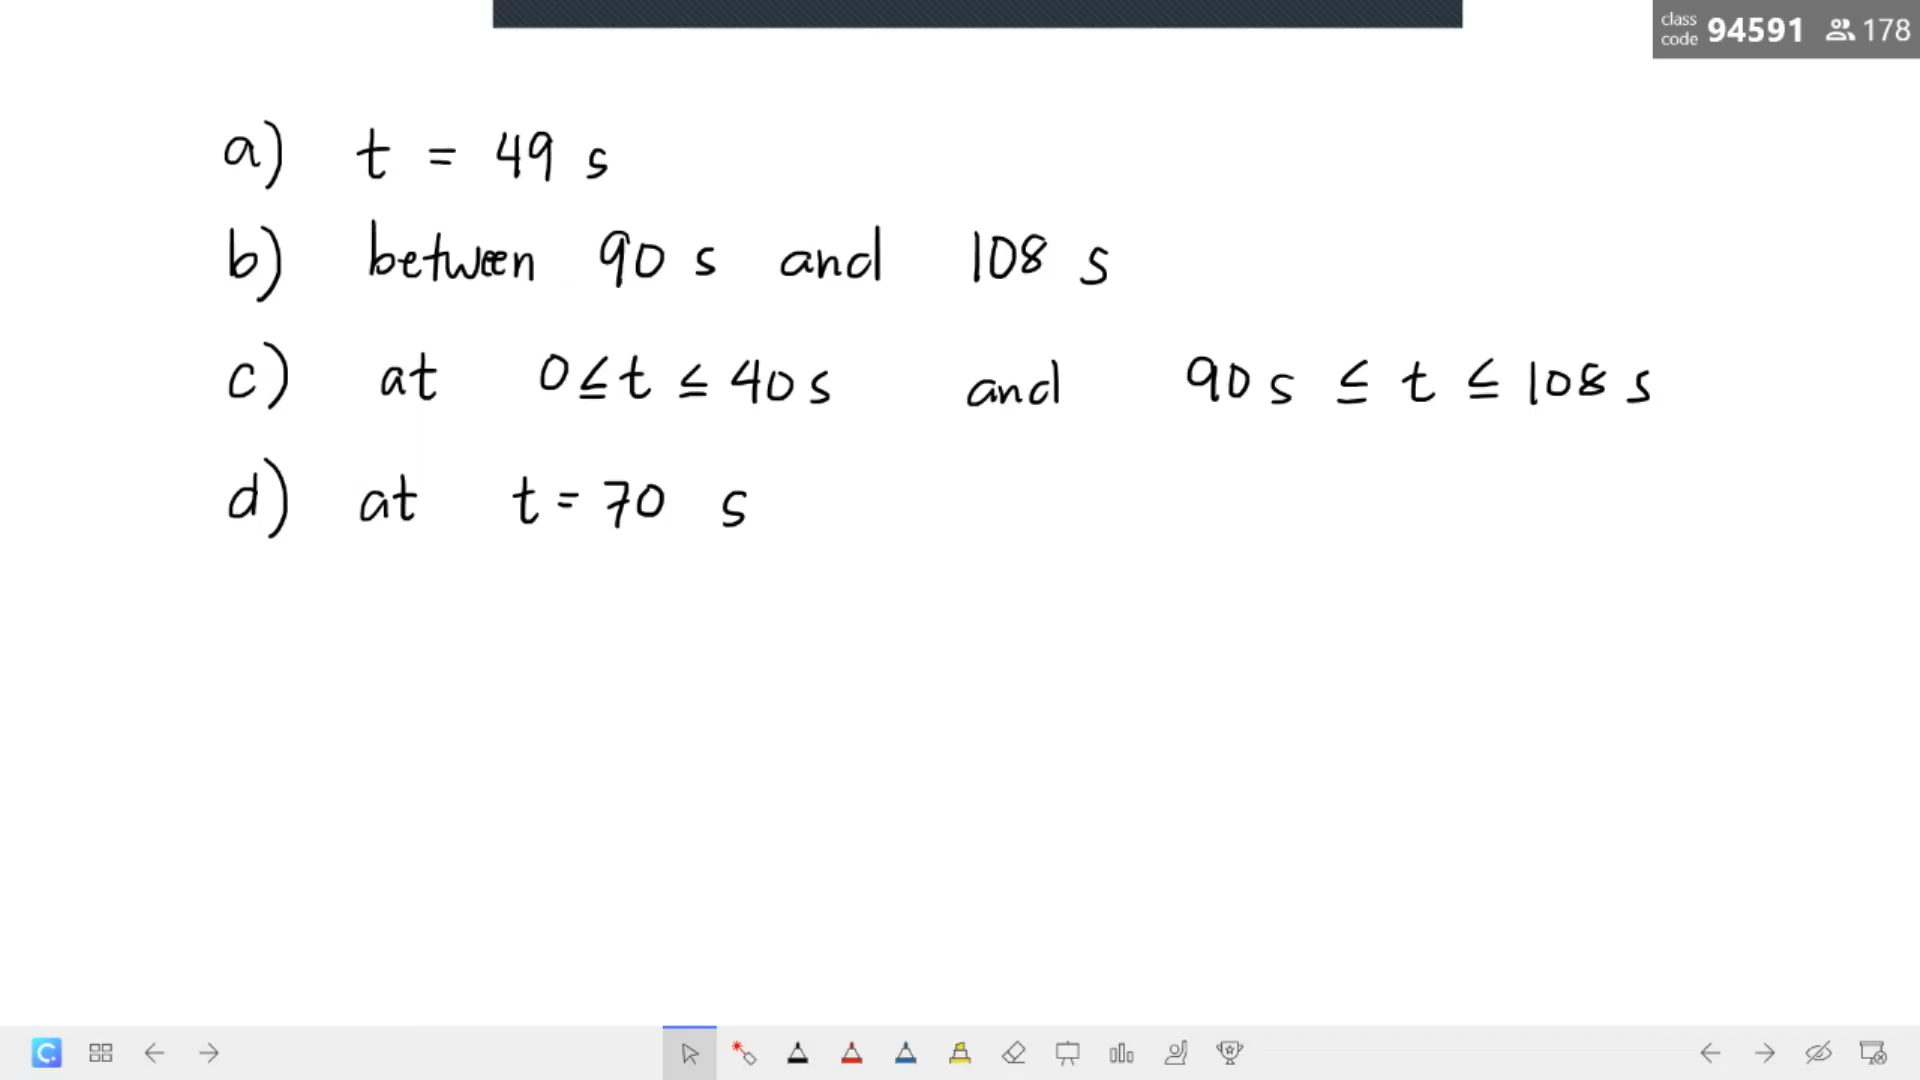 class code 94591 178
a) t = 49 s
b) between 90 s and 108 s
c) at 0 ≤ t ≤ 40 s and 90 s ≤ t ≤ 108 s
d) at t = 70 s